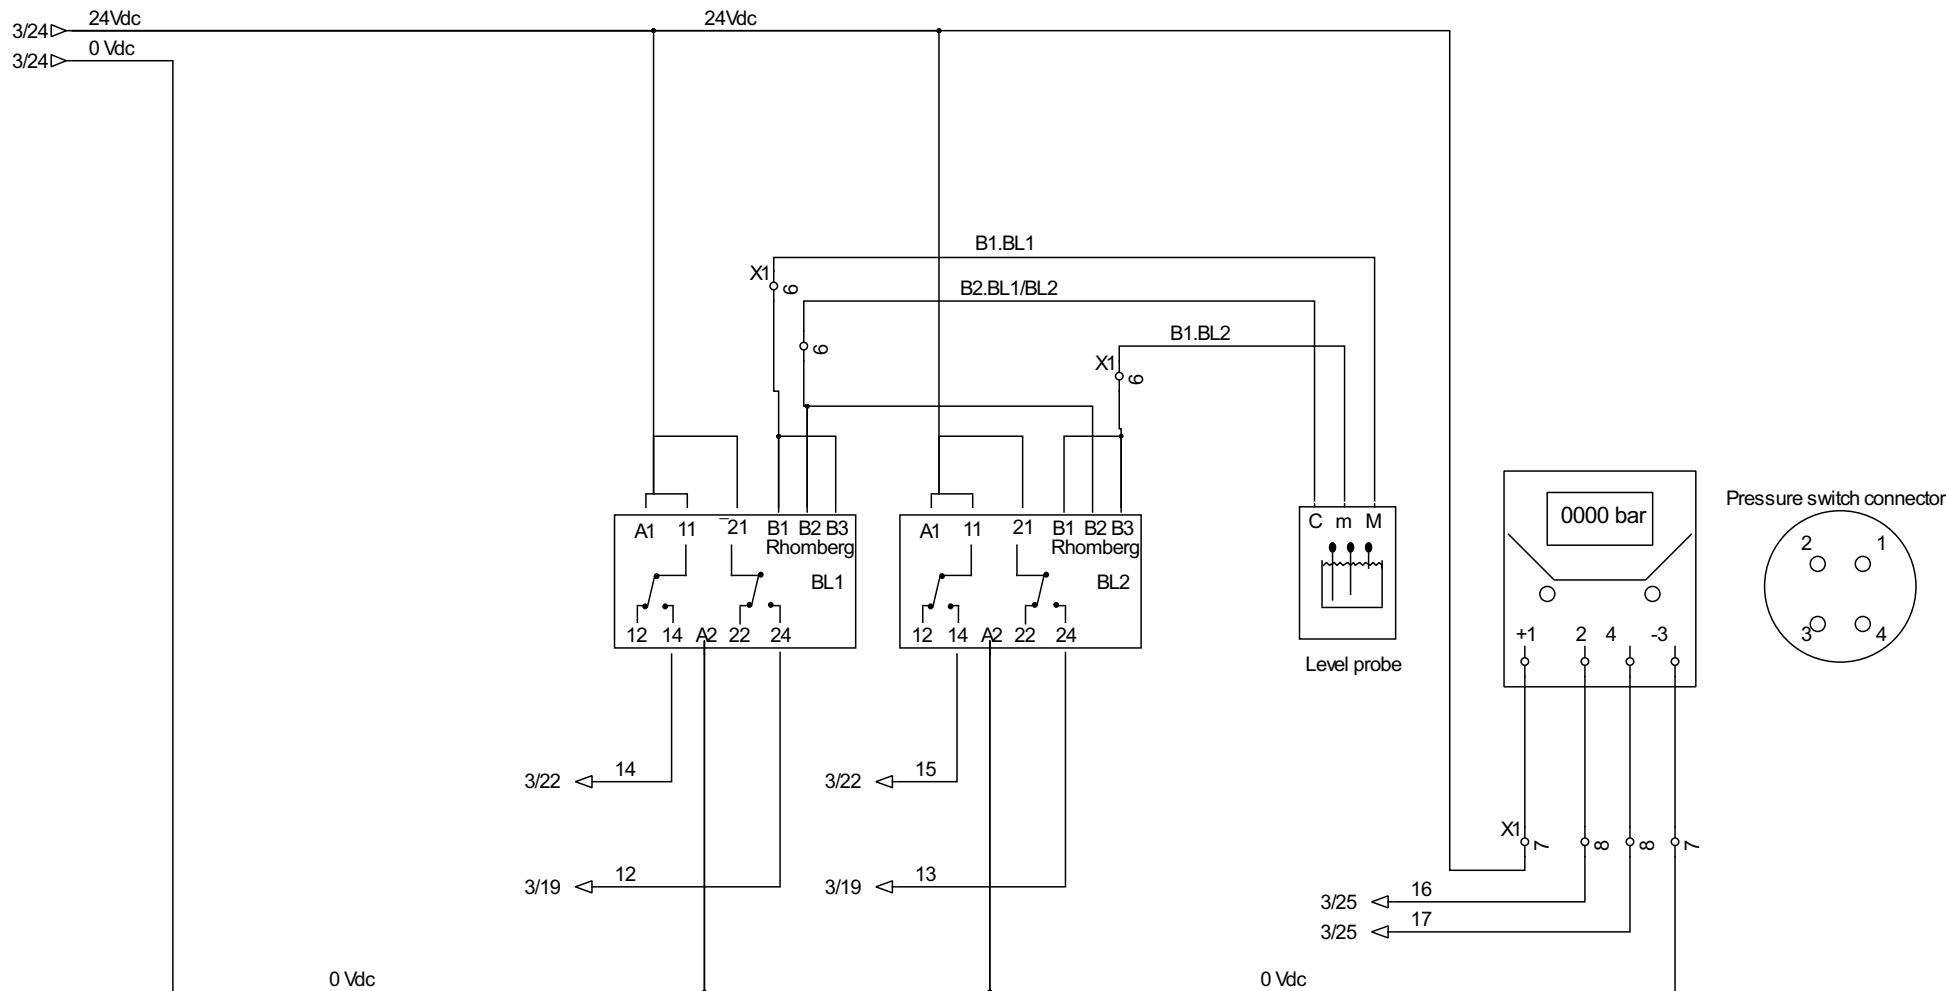 24Vdc 24Vdc
3/24
0 Vdc
3/24
B1.BL1
X1
6
B2.BL1/BL2
B1.BL2
6
X1
6
Pressure switch connector
0000 bar
A1 11 21 B1 B2 B3
Rhomberg
BL1
12 14 A2 22 24
A1 11 21 B1 B2 B3
Rhomberg
BL2
12 14 A2 22 24
C m M
Level probe
+1 2 4 -3
2 1
3 4
3/22 14
3/22 15
X1
7 8 8 7
3/19 12
3/19 13
3/25 16
3/25 17
0 Vdc 0 Vdc